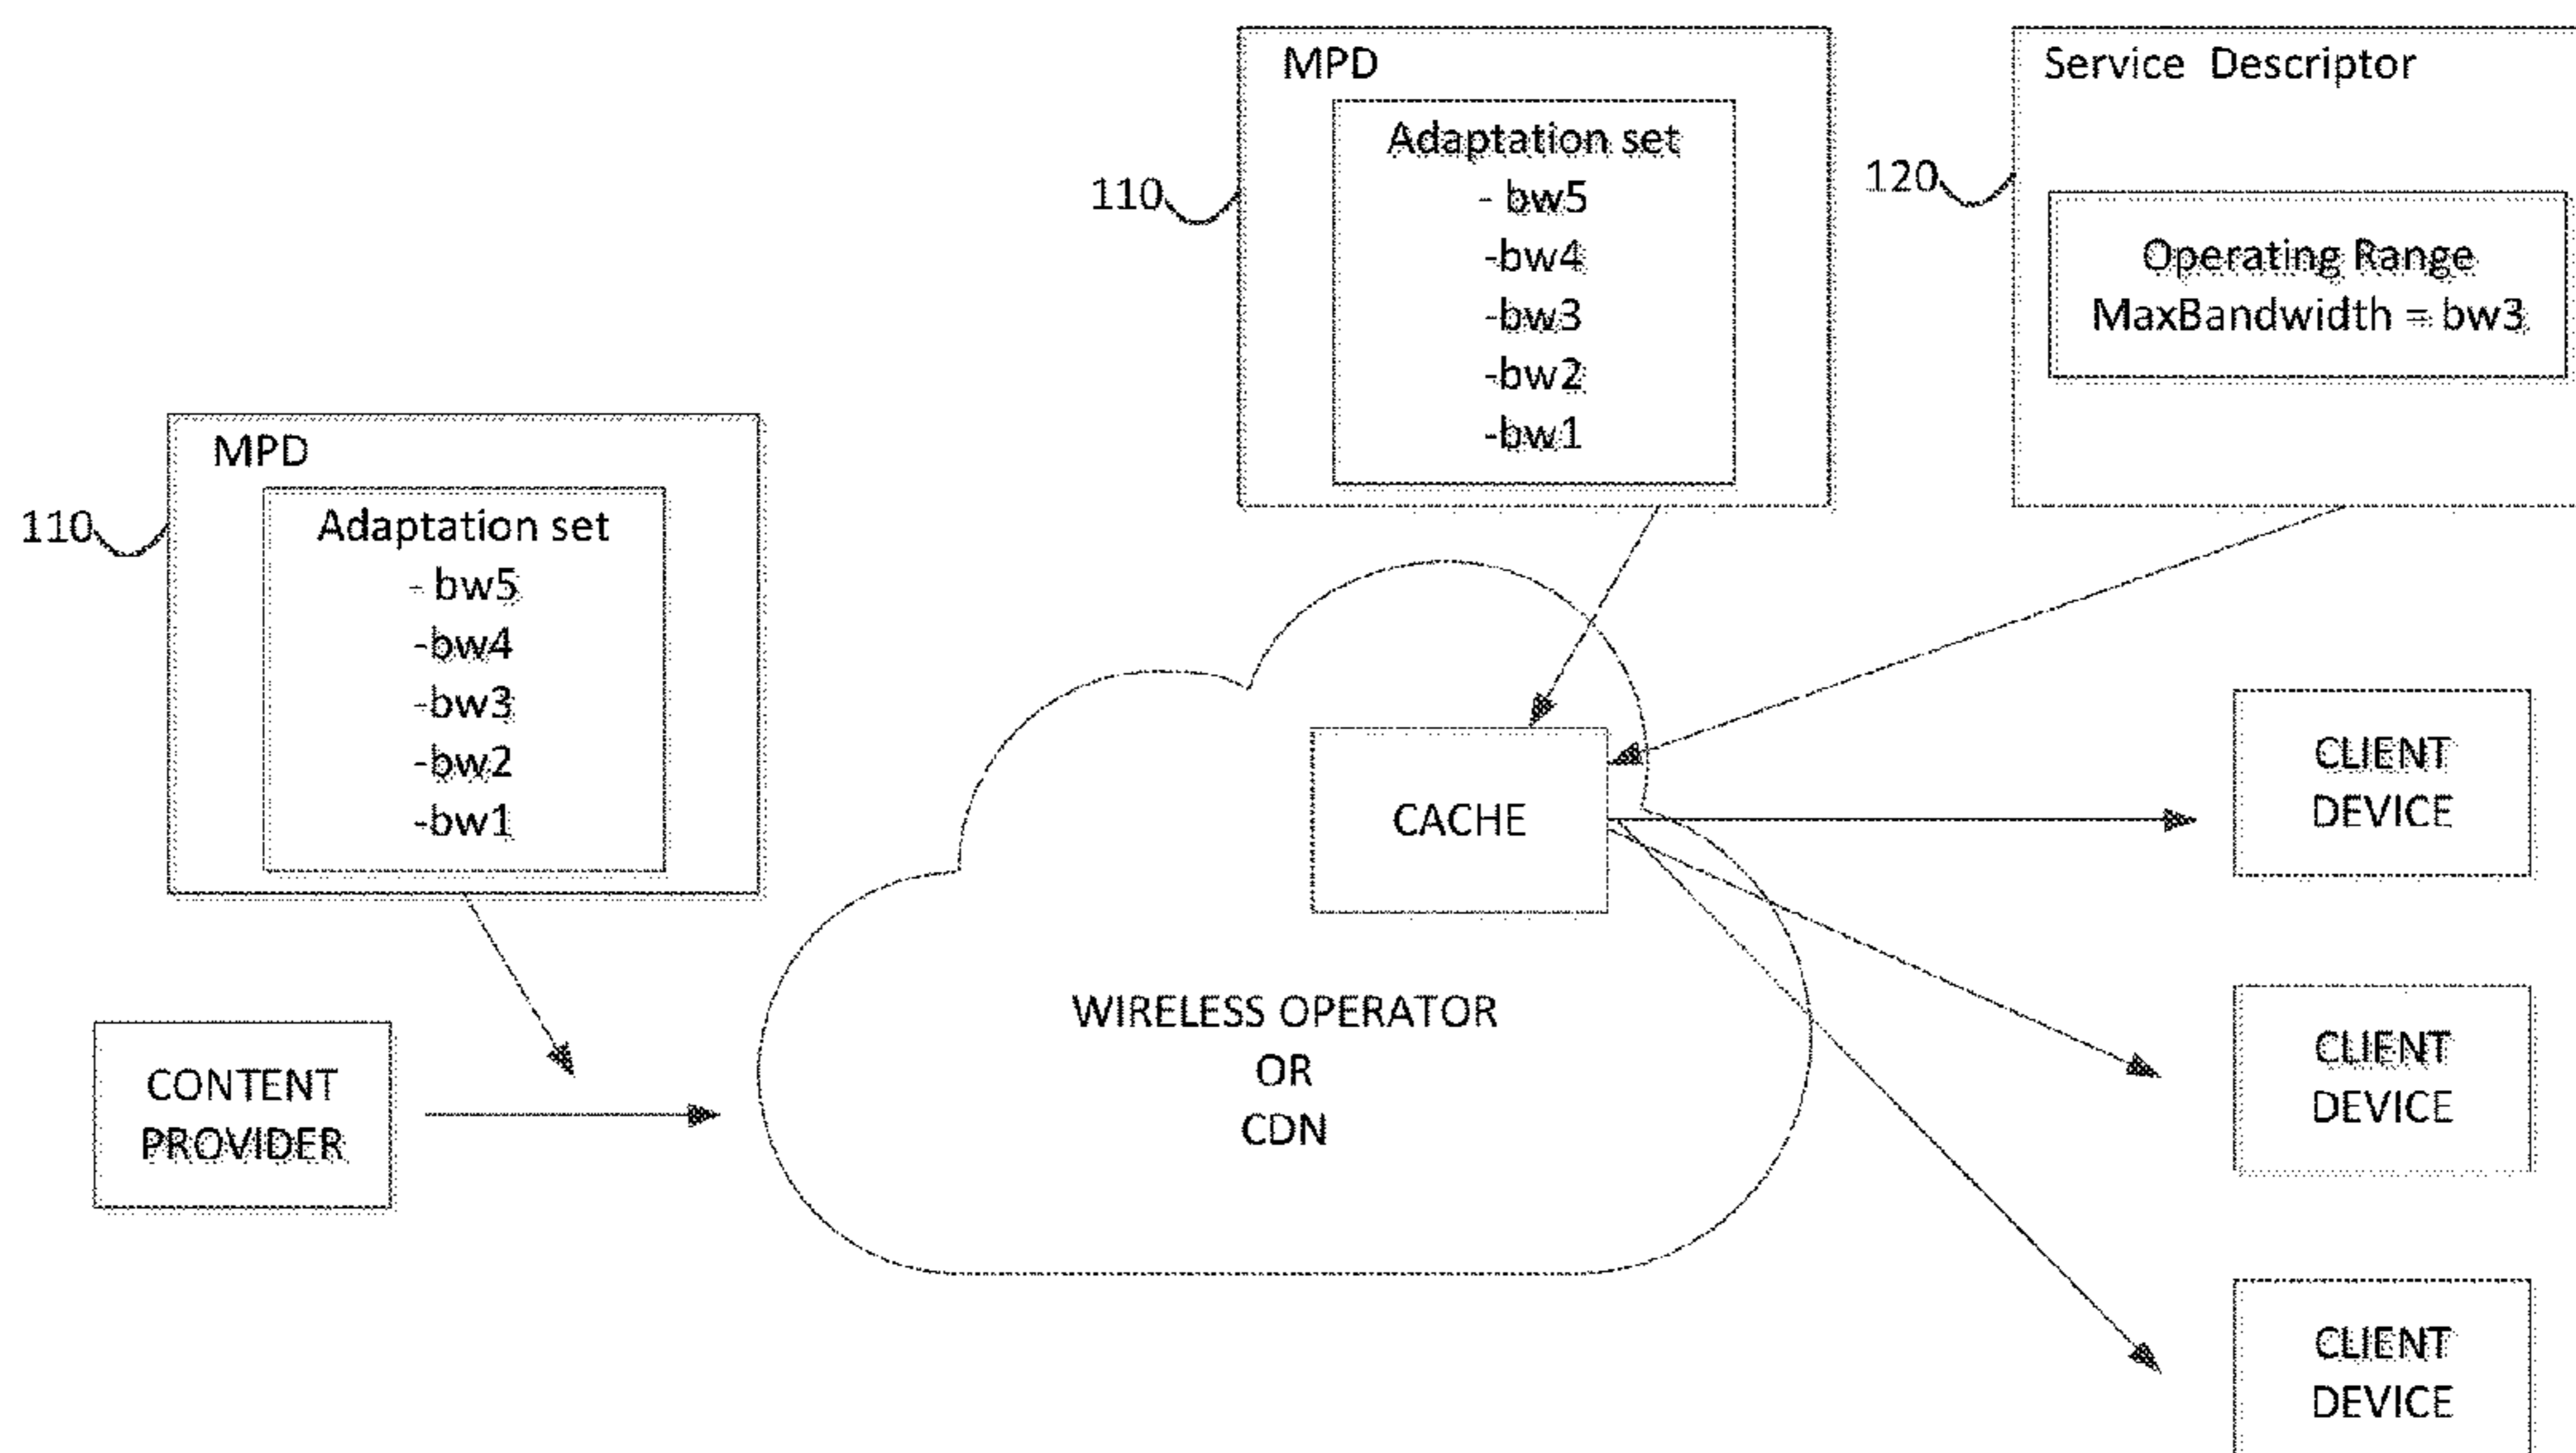 MPD
Adaptation set
- bw5
-bw4
-bw3
-bw2
-bw1
110
Service Descriptor
120
Operating Range
MaxBandwidth = bw3
MPD
Adaptation set
- bw5
-bw4
-bw3
-bw2
-bw1
110
CACHE
WIRELESS OPERATOR
OR
CDN
CONTENT
PROVIDER
CLIENT
DEVICE
CLIENT
DEVICE
CLIENT
DEVICE